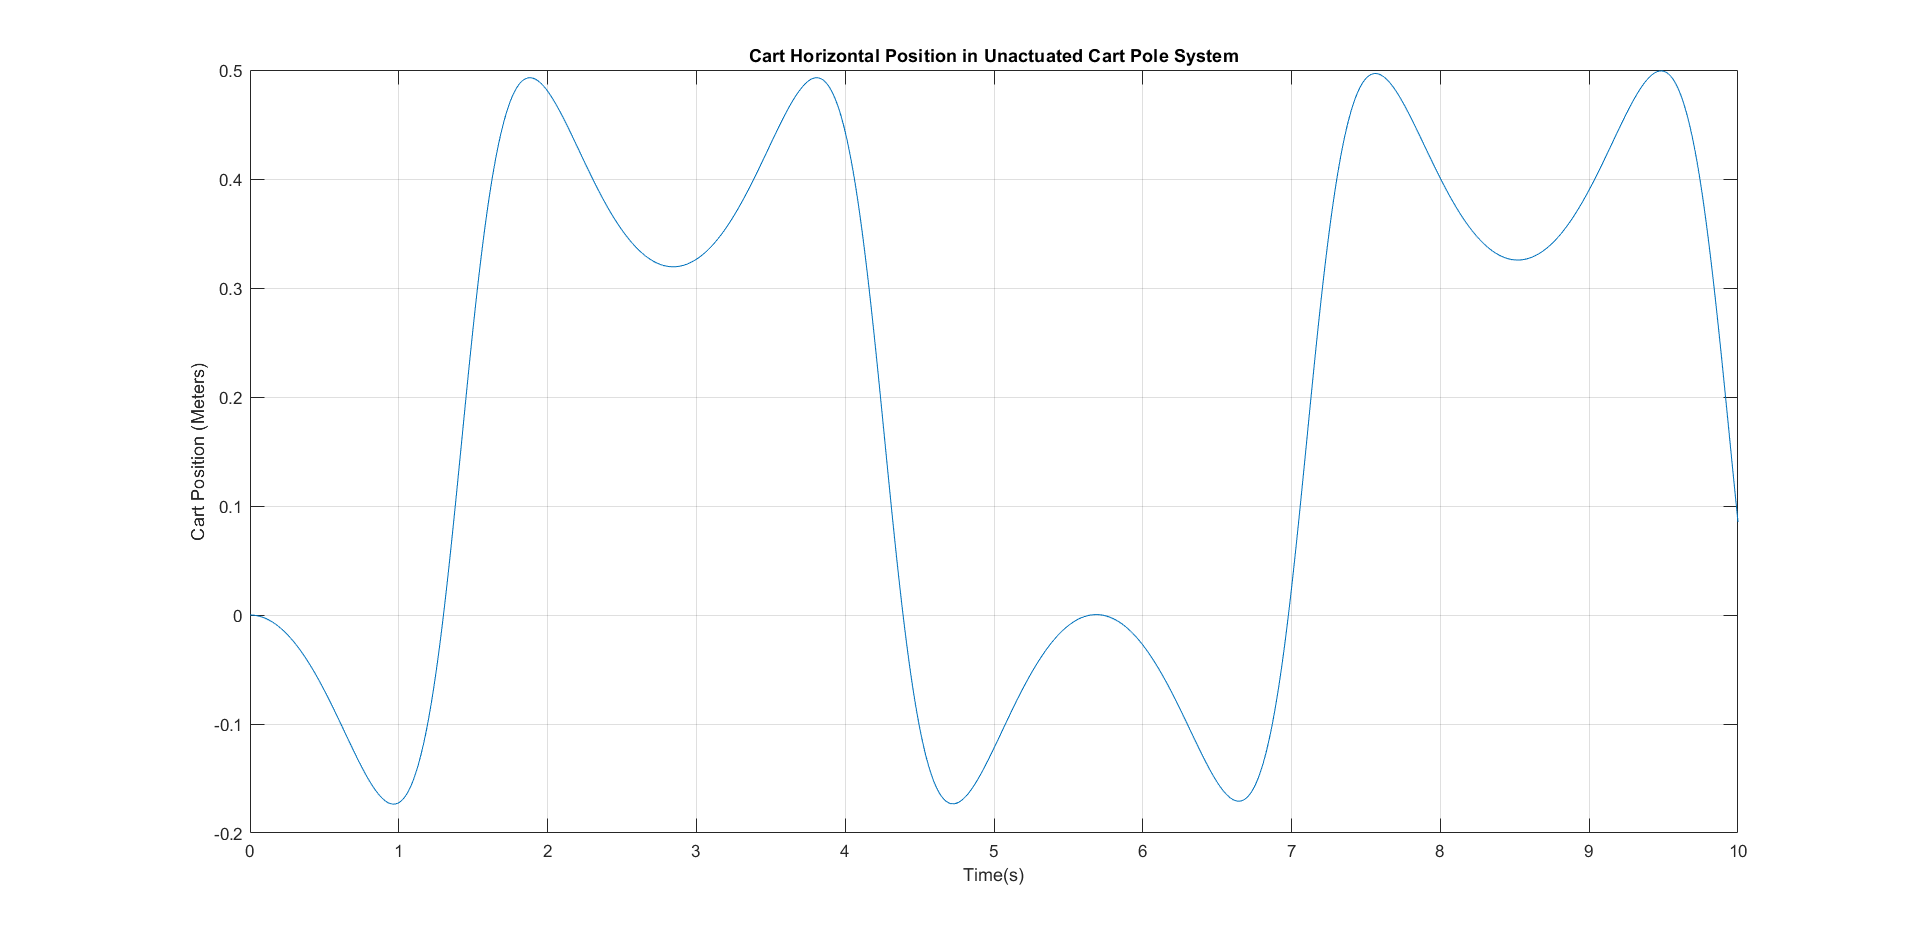 Cart Horizontal Position in Unactuated Cart Pole System
0.5
0.4
0.3
0.2
0.1
0
-0.1
-0.2
Cart Position (Meters)
0 1 2 3 4 5 6 7 8 9 10
Time(s)